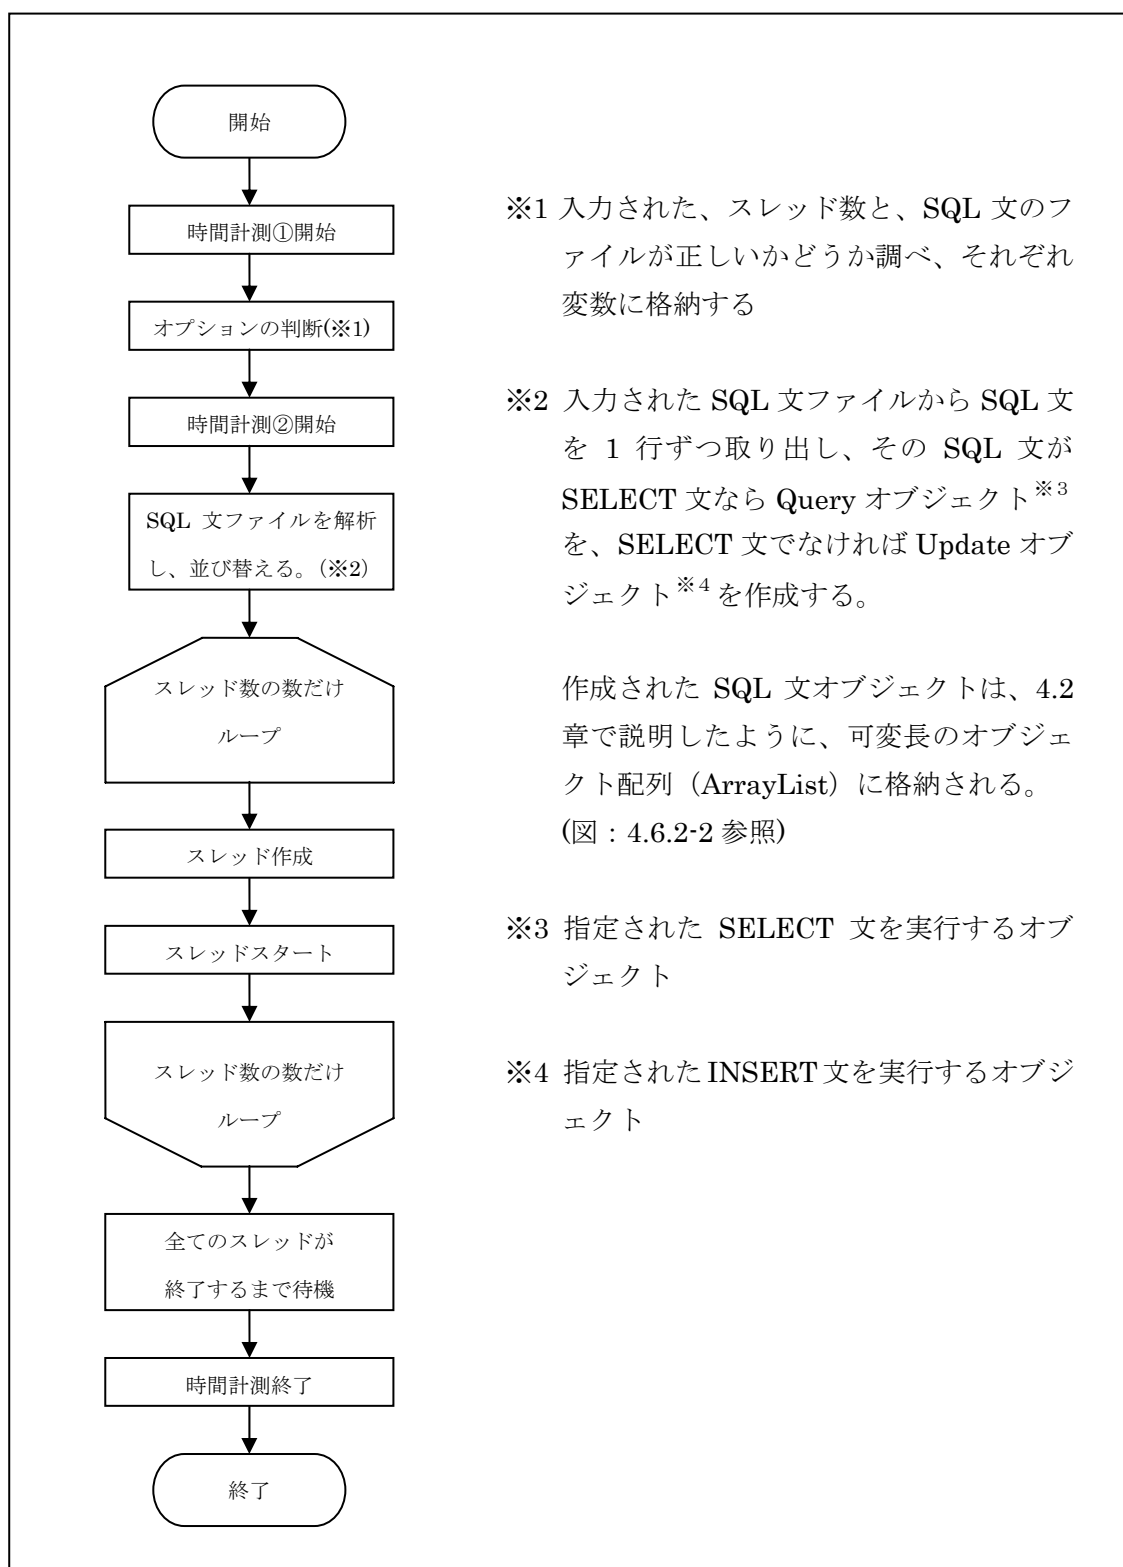 開始
時間計測①開始
オプションの判断(※1)
時間計測②開始
SQL 文ファイルを解析
し、並び替える。(※2)
スレッド数の数だけ
ループ
スレッド作成
スレッドスタート
スレッド数の数だけ
ループ
全てのスレッドが
終了するまで待機
時間計測終了
終了
※1 入力された、スレッド数と、SQL 文のフ
ァイルが正しいかどうか調べ、それぞれ
変数に格納する
※2 入力された SQL 文ファイルから SQL 文
を 1 行ずつ取り出し、その SQL 文が
SELECT 文なら Query オブジェクト※3
を、SELECT 文でなければ Update オブ
ジェクト※4 を作成する。
作成された SQL 文オブジェクトは、4.2
章で説明したように、可変長のオブジェ
クト配列（ArrayList）に格納される。
(図：4.6.2-2 参照)
※3 指定された SELECT 文を実行するオブ
ジェクト
※4 指定された INSERT 文を実行するオブジ
ェクト